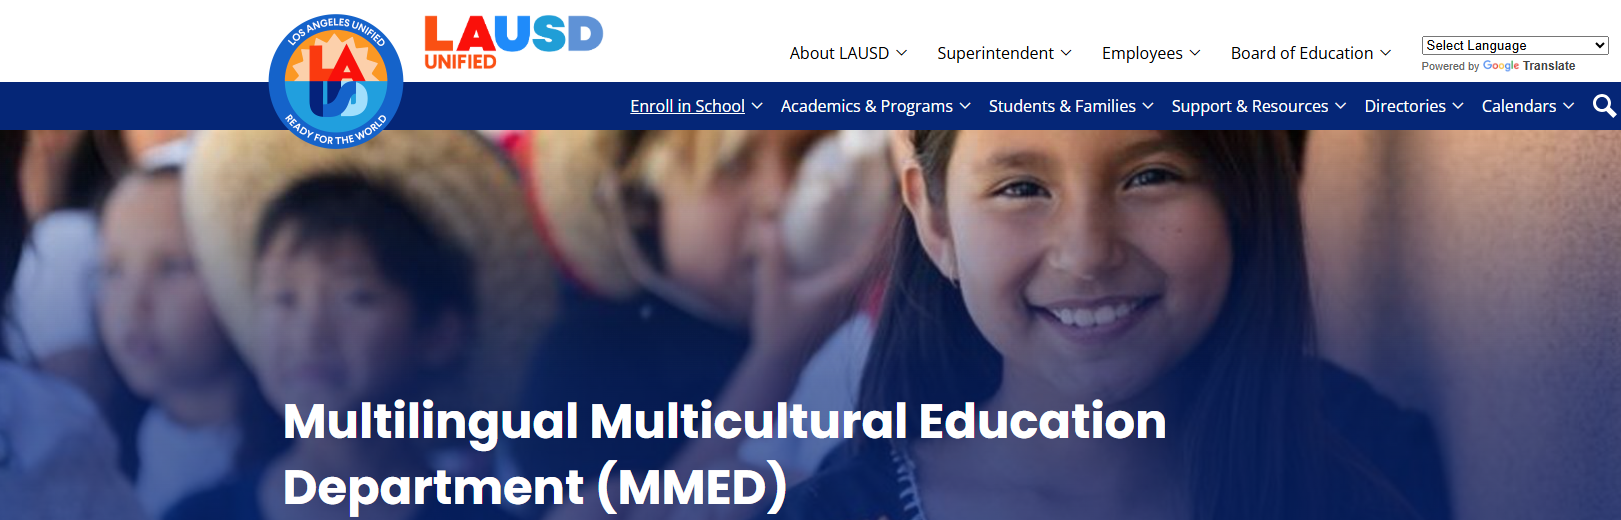 LOS ANGELES UNIFIED
LAUSD
READY FOR THE WORLD
LAUSD
UNIFIED
About LAUSD
Superintendent
Employees
Board of Education
Select Language
Powered by Google Translate
Enroll in School
Academics & Programs
Students & Families
Support & Resources
Directories
Calendars
Multilingual Multicultural Education
Department (MMED)